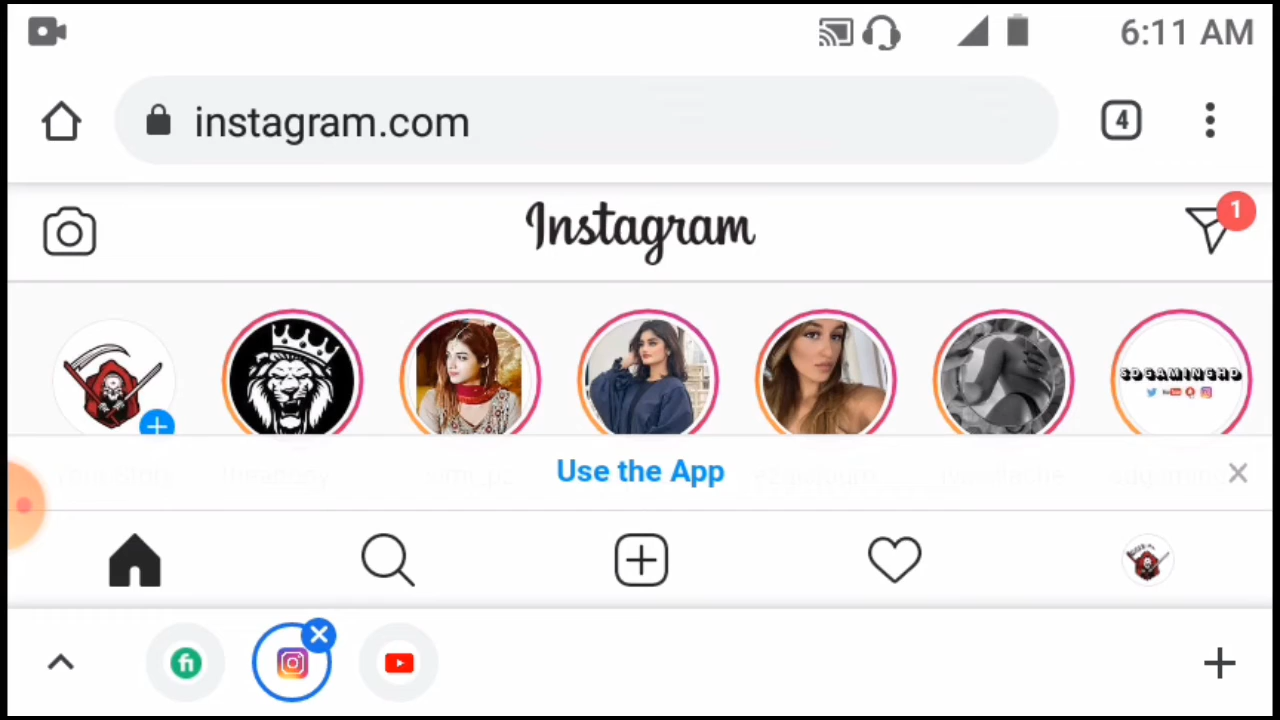 6:11 AM
instagram.com
4
Instagram
1
SDGAMINGHD
Use the App